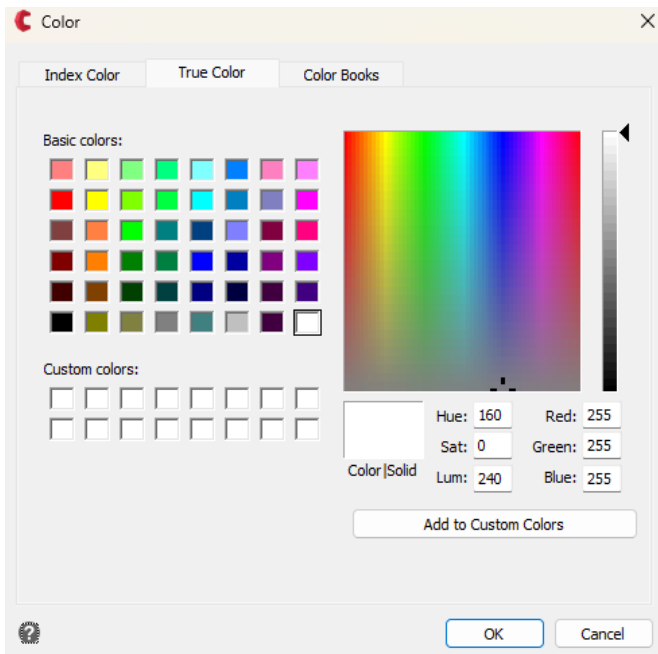 Color
Index Color True Color Color Books
Basic colors:
Custom colors:
Color|Solid
Hue: 160 Red: 255
Sat: 0 Green: 255
Lum: 240 Blue: 255
Add to Custom Colors
? OK Cancel